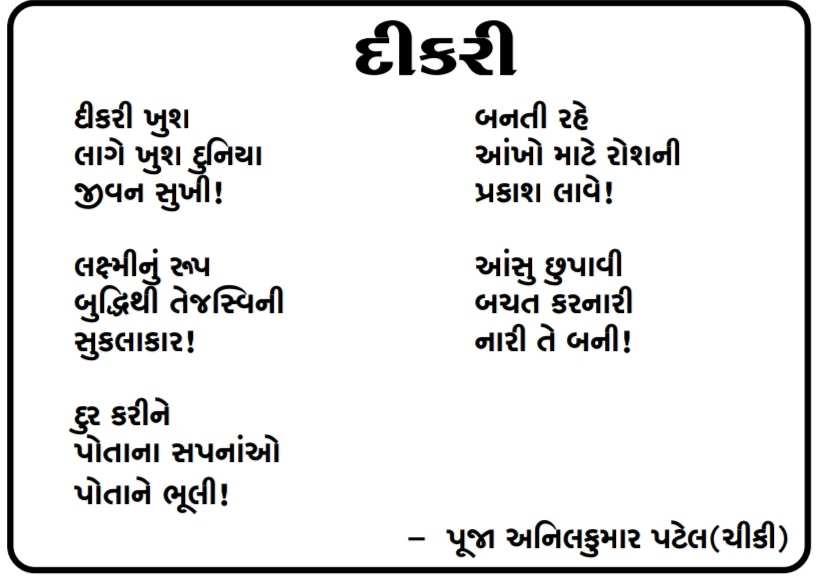 દીકરી
દીકરી ખુશ
લાગે ખુશ દુનિયા
જીવન સુખી!
લક્ષ્મીનું રૂપ
બુદ્ધિથી તેજસ્વિની
સુકલાકાર!
દુર કરીને
પોતાના સપનાંઓ
પોતાને ભૂલી!
બનતી રહે
આંખો માટે રોશની
પ્રકાશ લાવે!
આંસુ છુપાવી
બચત કરનારી
નારી તે બની!
– પૂજા અનિલકુમાર પટેલ(ચીકી)